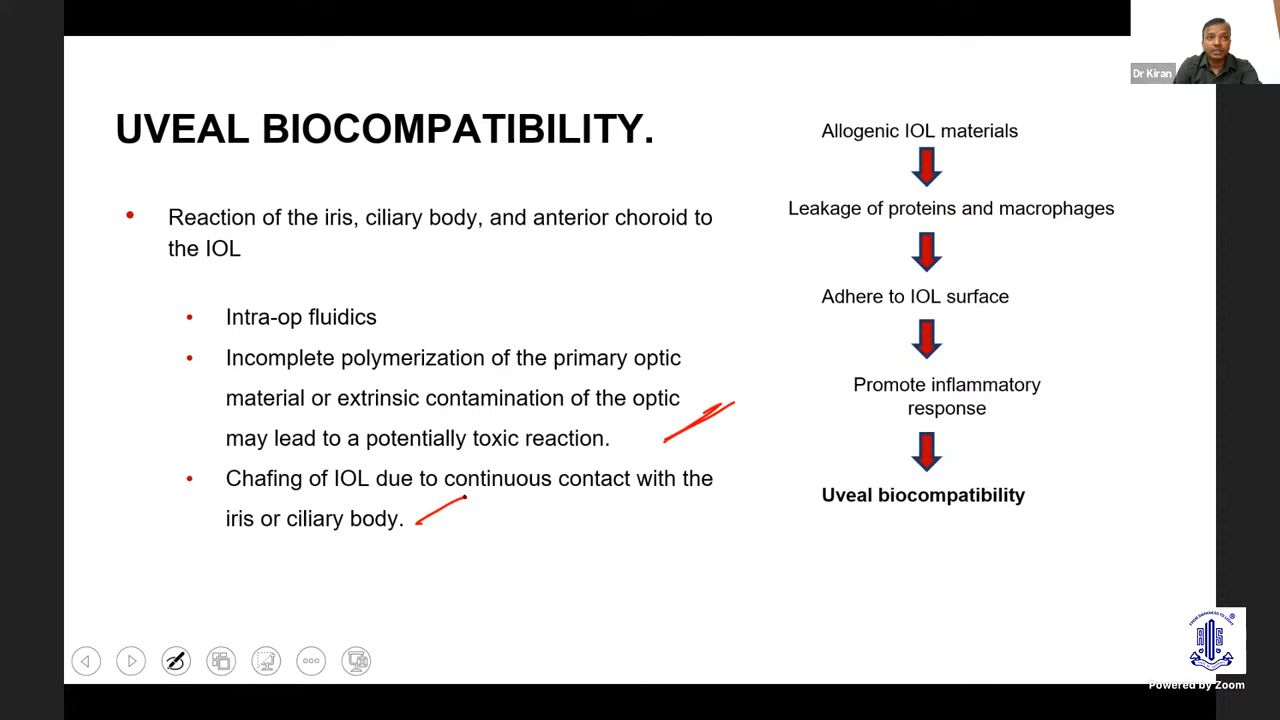 Dr Kiran
UVEAL BIOCOMPATIBILITY.
• Reaction of the iris, ciliary body, and anterior choroid to
the IOL
• Intra-op fluidics
• Incomplete polymerization of the primary optic
material or extrinsic contamination of the optic
may lead to a potentially toxic reaction.
• Chafing of IOL due to continuous contact with the
iris or ciliary body.
Allogenic IOL materials
Leakage of proteins and macrophages
Adhere to IOL surface
Promote inflammatory
response
Uveal biocompatibility
Powered by Zoom